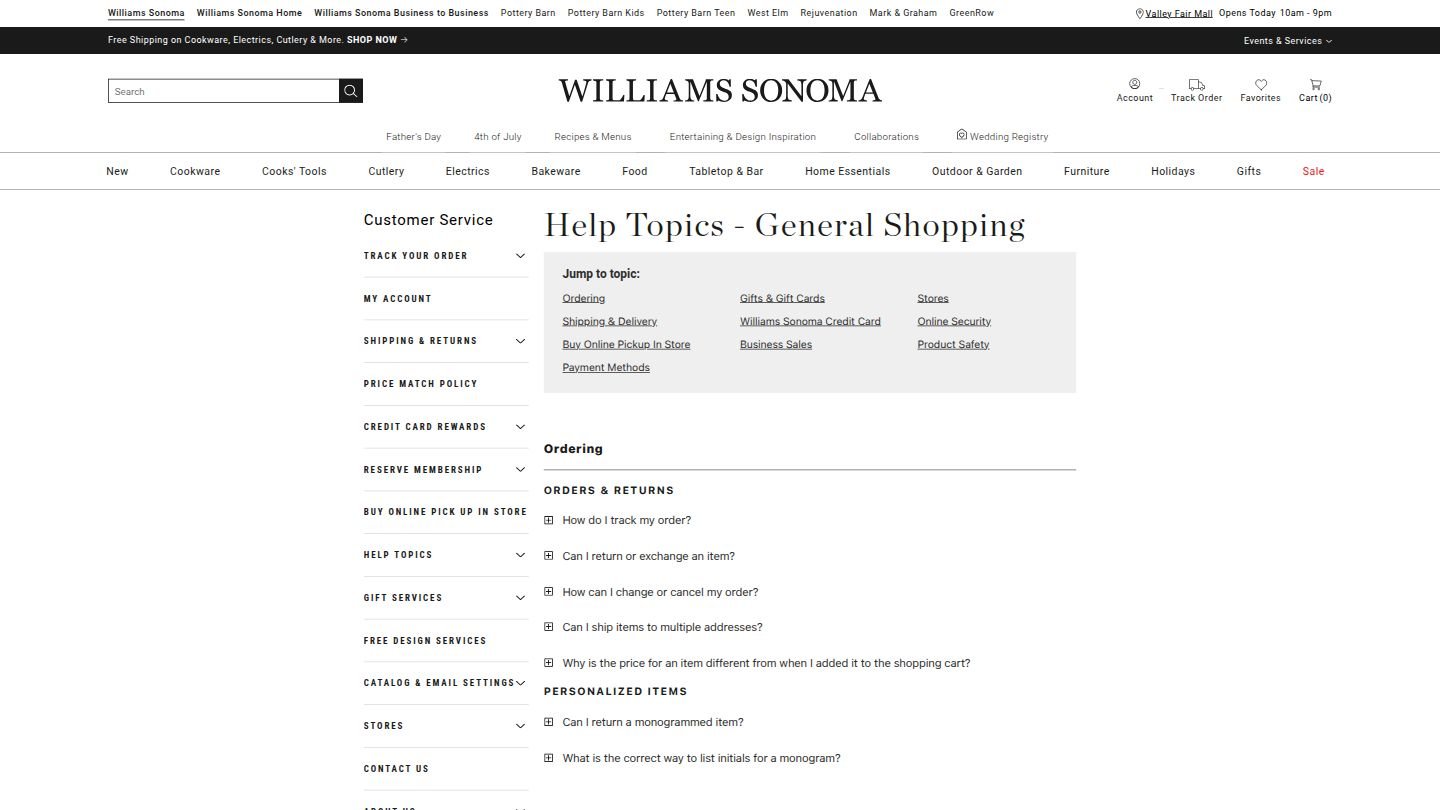 Williams Sonoma Williams Sonoma Home Williams Sonoma Business to Business Pottery Barn Pottery Barn Kids Pottery Barn Teen West Elm Rejuvenation Mark & Graham GreenRow Valley Fair Mall Opens Today 10am - 9pm
Free Shipping on Cookware, Electrics, Cutlery & More. SHOP NOW → Events & Services
Search
WILLIAMS SONOMA
Account Track Order Favorites Cart (0)
Father's Day 4th of July Recipes & Menus Entertaining & Design Inspiration Collaborations Wedding Registry
New Cookware Cooks' Tools Cutlery Electrics Bakeware Food Tabletop & Bar Home Essentials Outdoor & Garden Furniture Holidays Gifts Sale
Customer Service
TRACK YOUR ORDER
MY ACCOUNT
SHIPPING & RETURNS
PRICE MATCH POLICY
CREDIT CARD REWARDS
RESERVE MEMBERSHIP
BUY ONLINE PICK UP IN STORE
HELP TOPICS
GIFT SERVICES
FREE DESIGN SERVICES
CATALOG & EMAIL SETTINGS
STORES
CONTACT US
ABOUT US
Help Topics - General Shopping
Jump to topic:
Ordering Gifts & Gift Cards Stores
Shipping & Delivery Williams Sonoma Credit Card Online Security
Buy Online Pickup In Store Business Sales Product Safety
Payment Methods
Ordering
ORDERS & RETURNS
How do I track my order?
Can I return or exchange an item?
How can I change or cancel my order?
Can I ship items to multiple addresses?
Why is the price for an item different from when I added it to the shopping cart?
PERSONALIZED ITEMS
Can I return a monogrammed item?
What is the correct way to list initials for a monogram?